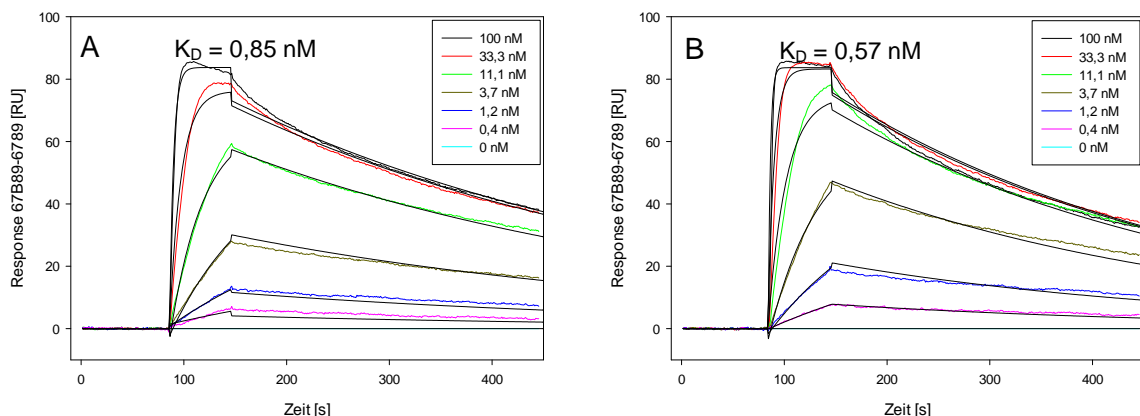 A
K_D = 0,85 nM
100 nM
33,3 nM
11,1 nM
3,7 nM
1,2 nM
0,4 nM
0 nM
Response 67B89-6789 [RU]
100
80
60
40
20
0
0
100
200
300
400
Zeit [s]
B
K_D = 0,57 nM
100 nM
33,3 nM
11,1 nM
3,7 nM
1,2 nM
0,4 nM
0 nM
Response 67B89-6789 [RU]
100
80
60
40
20
0
0
100
200
300
400
Zeit [s]